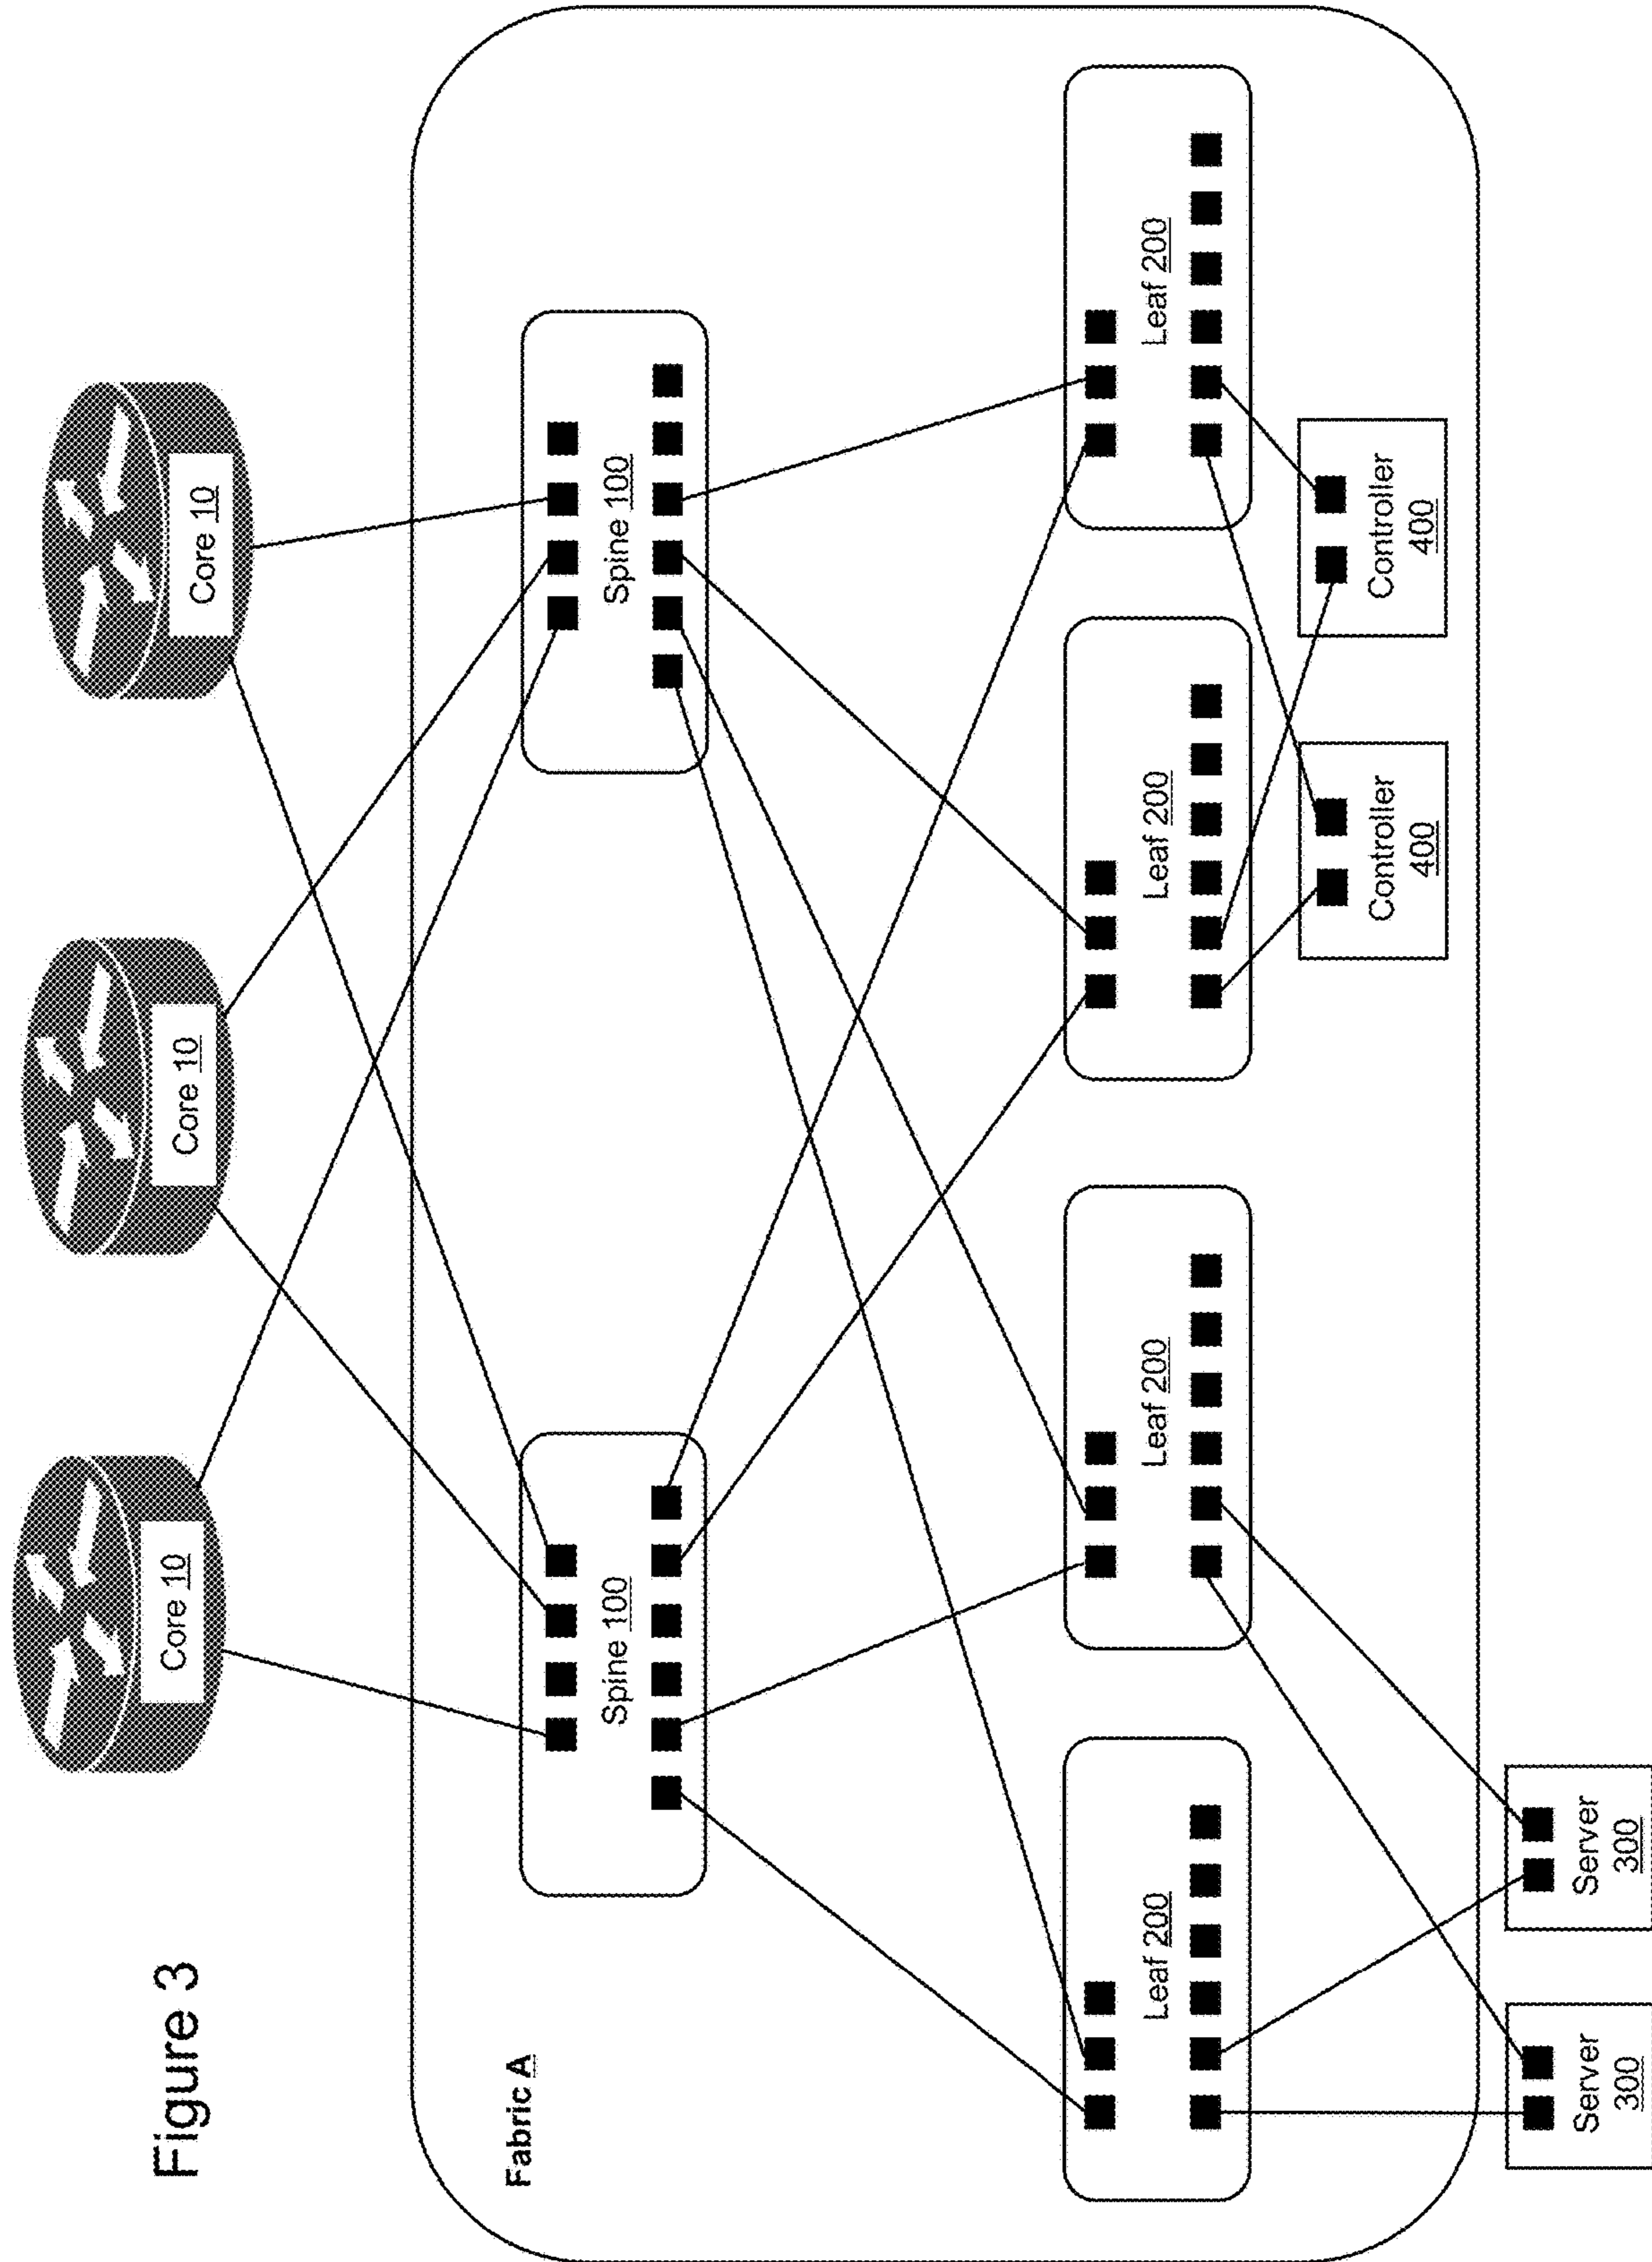 Figure 3
Core 10
Core 10
Core 10
Fabric A
Spine 100
Spine 100
Leaf 200
Leaf 200
Leaf 200
Leaf 200
Controller
400
Controller
400
Server
300
Server
300